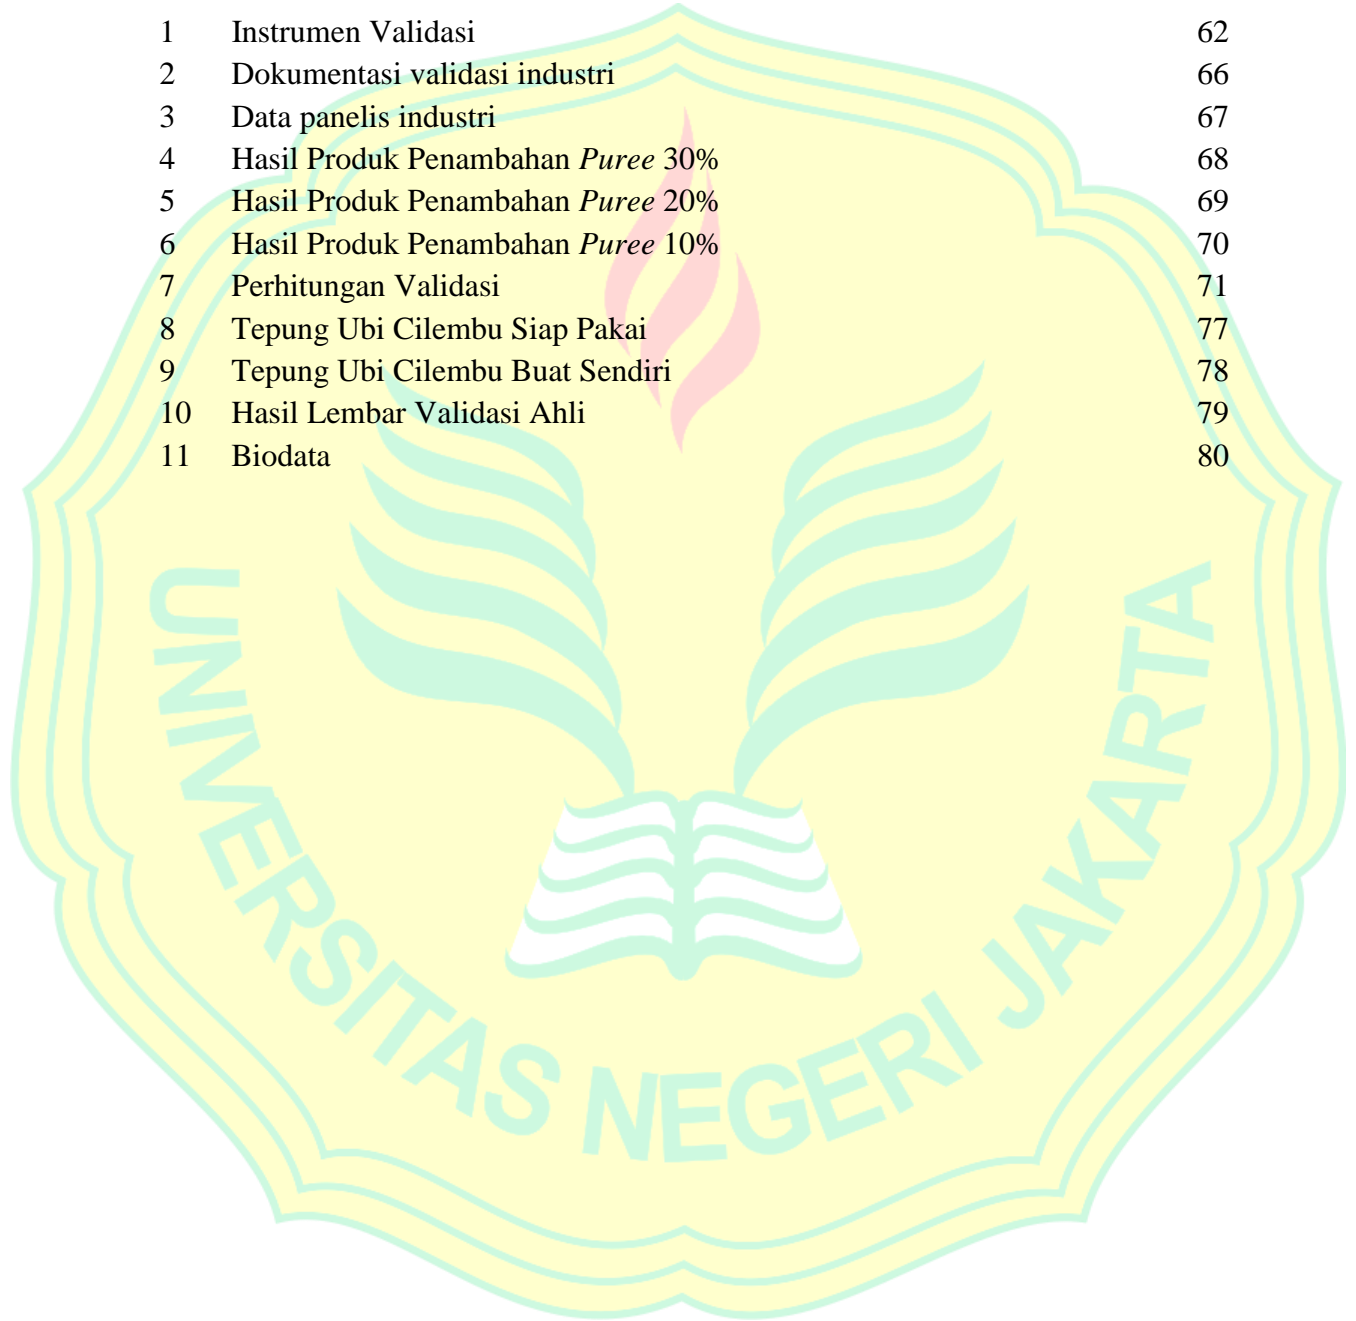 1 Instrumen Validasi 62
2 Dokumentasi validasi industri 66
3 Data panelis industri 67
4 Hasil Produk Penambahan Puree 30% 68
5 Hasil Produk Penambahan Puree 20% 69
6 Hasil Produk Penambahan Puree 10% 70
7 Perhitungan Validasi 71
8 Tepung Ubi Cilembu Siap Pakai 77
9 Tepung Ubi Cilembu Buat Sendiri 78
10 Hasil Lembar Validasi Ahli 79
11 Biodata 80
UNIVERSITAS NEGERI JAKARTA